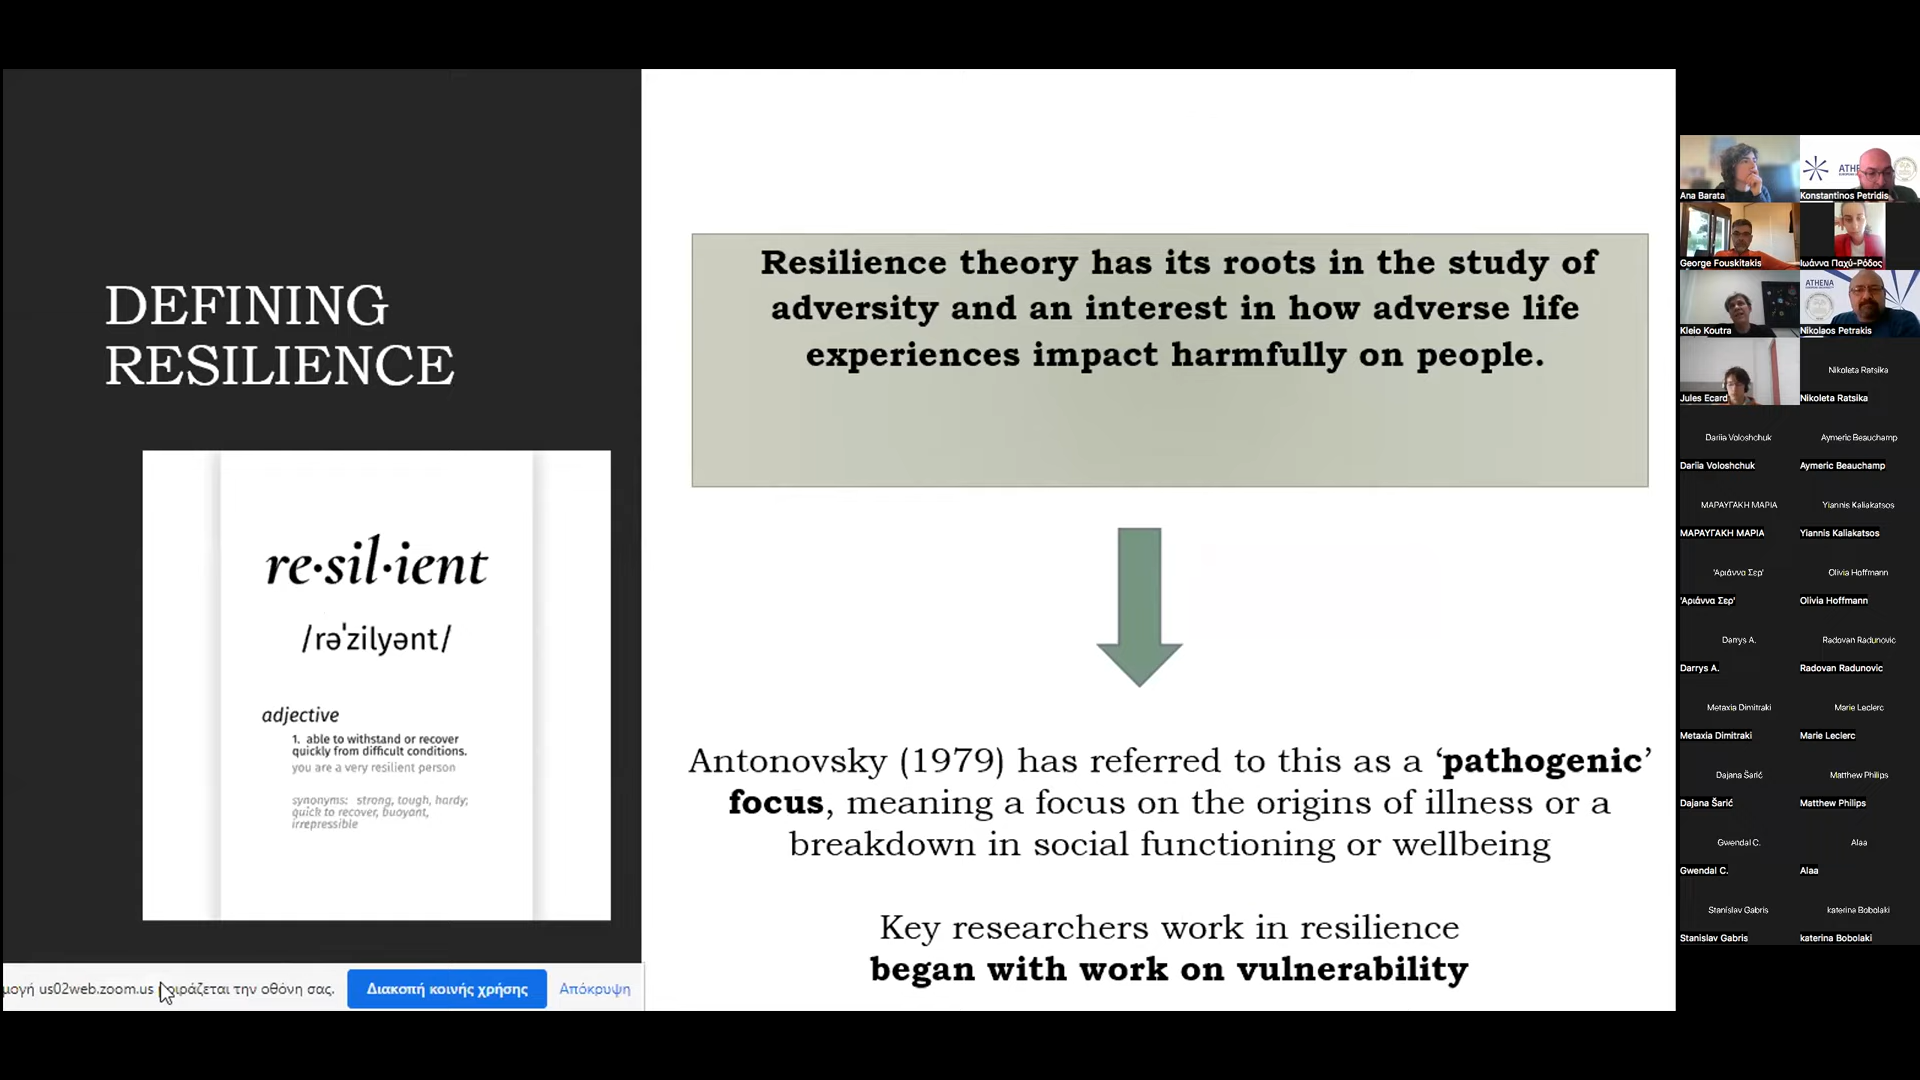 DEFINING
RESILIENCE
re·sil·ient
/rəˈzilyənt/
adjective
1. able to withstand or recover
quickly from difficult conditions.
you are a very resilient person
synonyms: strong, tough, hardy;
quick to recover, buoyant,
irrepressible
Resilience theory has its roots in the study of
adversity and an interest in how adverse life
experiences impact harmfully on people.
Antonovsky (1979) has referred to this as a ‘pathogenic’
focus, meaning a focus on the origins of illness or a
breakdown in social functioning or wellbeing
Key researchers work in resilience
began with work on vulnerability
us02web.zoom.us μοιράζεται την οθόνη σας.
Διακοπή κοινής χρήσης
Απόκρυψη
Ana Barata
Konstantinos Petridis
George Fouskitakis
Ιωάννα Παχύ-Ρόδος
ATHENA
Kleio Koutra
Nikolaos Petrakis
Nikoleta Ratsika
Jules Ecard
Nikoleta Ratsika
Dariia Voloshchuk
Aymeric Beauchamp
Dariia Voloshchuk
Aymeric Beauchamp
ΜΑΡΑΥΓΑΚΗ ΜΑΡΙΑ
Yiannis Kaliakatsos
ΜΑΡΑΥΓΑΚΗ ΜΑΡΙΑ
Yiannis Kaliakatsos
'Αριάννα Σερ'
Olivia Hoffmann
'Αριάννα Σερ'
Olivia Hoffmann
Darrys A.
Radovan Radunovic
Darrys A.
Radovan Radunovic
Metaxia Dimitraki
Marie Leclerc
Metaxia Dimitraki
Marie Leclerc
Dajana Šarić
Matthew Philips
Dajana Šarić
Matthew Philips
Gwendal C.
Alaa
Gwendal C.
Alaa
Stanislav Gabris
katerina Bobolaki
Stanislav Gabris
katerina Bobolaki